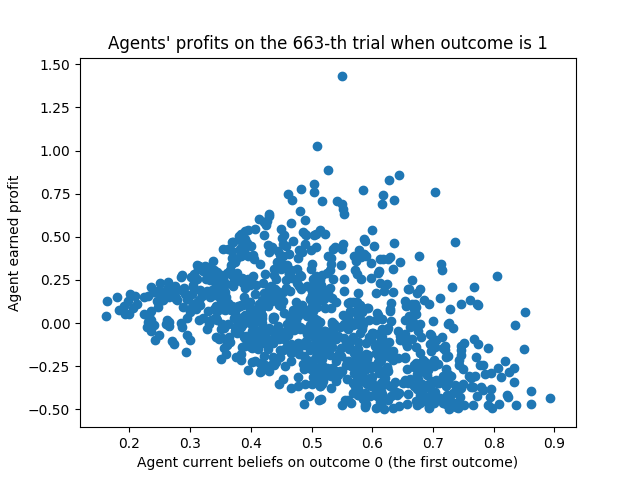 Agents' profits on the 663-th trial when outcome is 1
1.50
1.25
1.00
0.75
0.50
0.25
0.00
−0.25
−0.50
Agent earned profit
0.2 0.3 0.4 0.5 0.6 0.7 0.8 0.9
Agent current beliefs on outcome 0 (the first outcome)